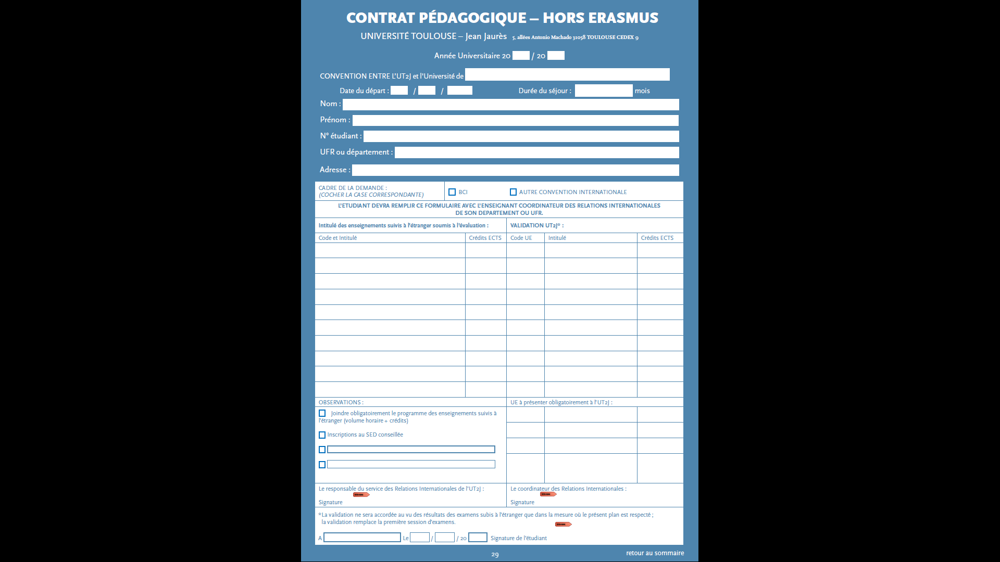 CONTRAT PÉDAGOGIQUE – HORS ERASMUS
UNIVERSITÉ TOULOUSE – Jean Jaurès 5, allées Antonio Machado 31058 TOULOUSE CEDEX 9
Année Universitaire 20 / 20
CONVENTION ENTRE L'UT2J et l'Université de
Date du départ : / / Durée du séjour : mois
Nom :
Prénom :
N° étudiant :
UFR ou département :
Adresse :
CADRE DE LA DEMANDE :
(COCHER LA CASE CORRESPONDANTE)
BCI AUTRE CONVENTION INTERNATIONALE
L'ETUDIANT DEVRA REMPLIR CE FORMULAIRE AVEC L'ENSEIGNANT COORDINATEUR DES RELATIONS INTERNATIONALES
DE SON DEPARTEMENT OU UFR.
Intitulé des enseignements suivis à l'étranger soumis à l'évaluation : VALIDATION UT2J* :
Code et Intitulé Crédits ECTS Code UE Intitulé Crédits ECTS
OBSERVATIONS : UE à présenter obligatoirement à l'UT2J :
Joindre obligatoirement le programme des enseignements suivis à
l'étranger (volume horaire + crédits)
Inscriptions au SED conseillée
Le responsable du service des Relations Internationales de l'UT2J : Le coordinateur des Relations Internationales :
Signature Signature
*La validation ne sera accordée au vu des résultats des examens subis à l'étranger que dans la mesure où le présent plan est respecté ;
la validation remplace la première session d'examens.
A Le / / 20 Signature de l'étudiant
29 retour au sommaire